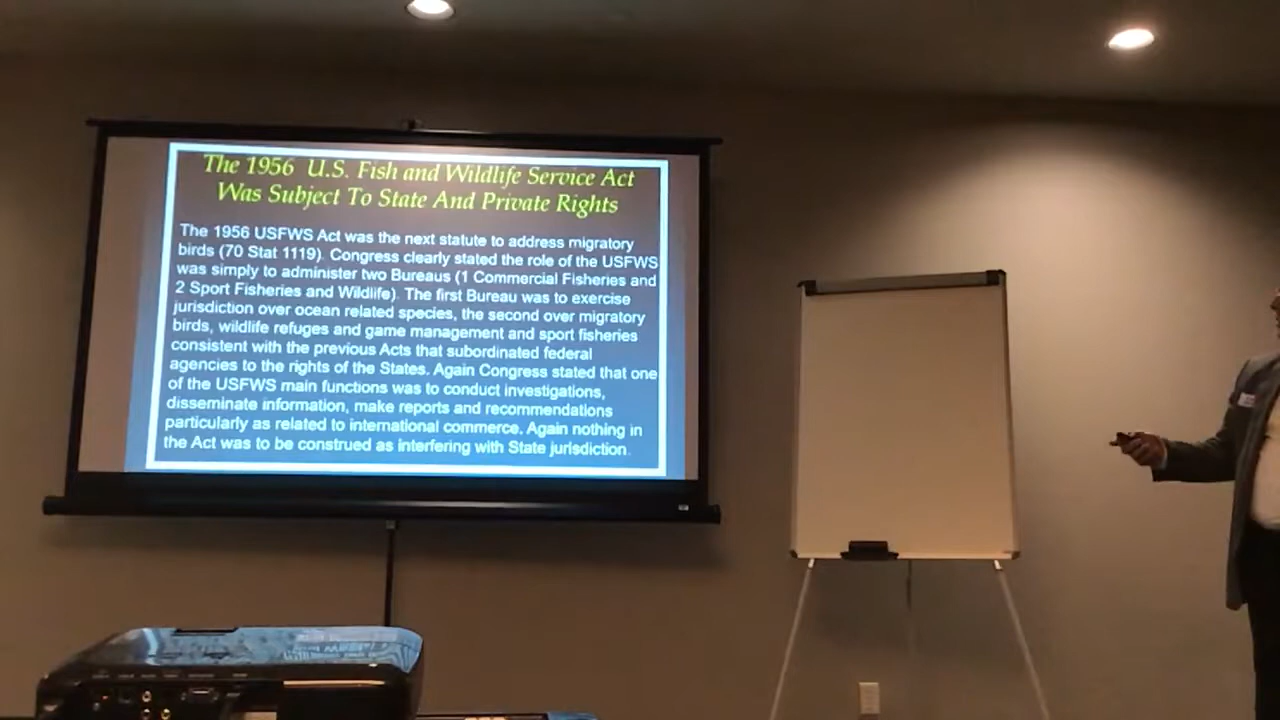 The 1956 U.S. Fish and Wildlife Service Act
Was Subject To State And Private Rights
The 1956 USFWS Act was the next statute to address migratory
birds (70 Stat 1119). Congress clearly stated the role of the USFWS
was simply to administer two Bureaus (1 Commercial Fisheries and
2 Sport Fisheries and Wildlife). The first Bureau was to exercise
jurisdiction over ocean related species, the second over migratory
birds, wildlife refuges and game management and sport fisheries
consistent with the previous Acts that subordinated federal
agencies to the rights of the States. Again Congress stated that one
of the USFWS main functions was to conduct investigations,
disseminate information, make reports and recommendations
particularly as related to international commerce. Again nothing in
the Act was to be construed as interfering with State jurisdiction.